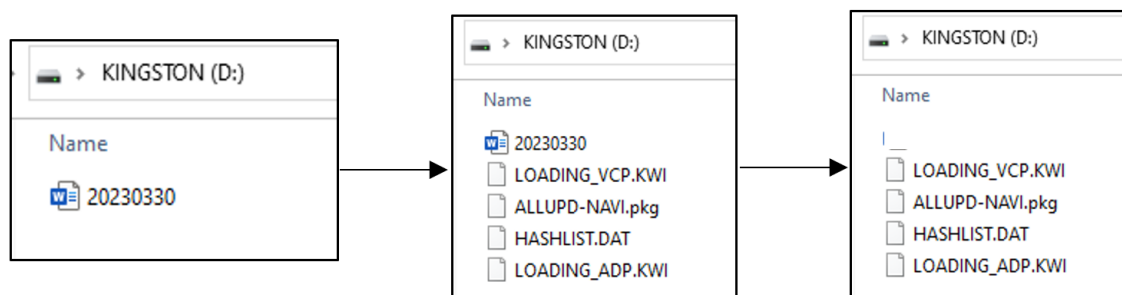 KINGSTON (D:)
Name
20230330
KINGSTON (D:)
Name
20230330
LOADING_VCP.KWI
ALLUPD-NAVI.pkg
HASHLIST.DAT
LOADING_ADP.KWI
KINGSTON (D:)
Name
LOADING_VCP.KWI
ALLUPD-NAVI.pkg
HASHLIST.DAT
LOADING_ADP.KWI